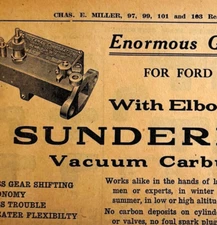 CHAS. E. MILLER, 97, 99, 101 and 103 Re
Enormous G
FOR FORD
With Elbo
SUNDER
Vacuum Carbu
S GEAR SHIFTING
ONOMY
S TROUBLE
EATER FLEXIBILTY
Works alike in the hands of l
men or experts, in winter
summer, in low or high altitu
No carbon deposits on cylin
or valves, no foul spark plu